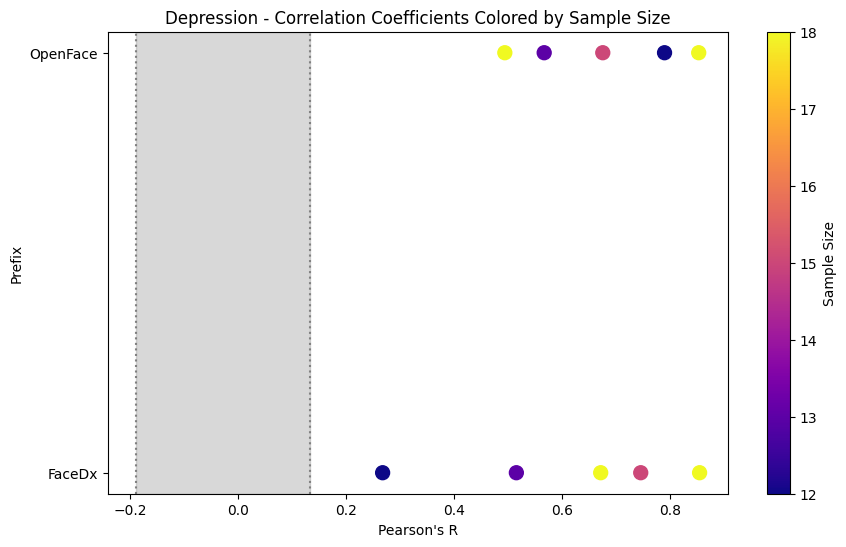 Depression - Correlation Coefficients Colored by Sample Size
OpenFace
FaceDx
Prefix
−0.2
0.0
0.2
0.4
0.6
0.8
Pearson's R
18
17
16
15
14
13
12
Sample Size